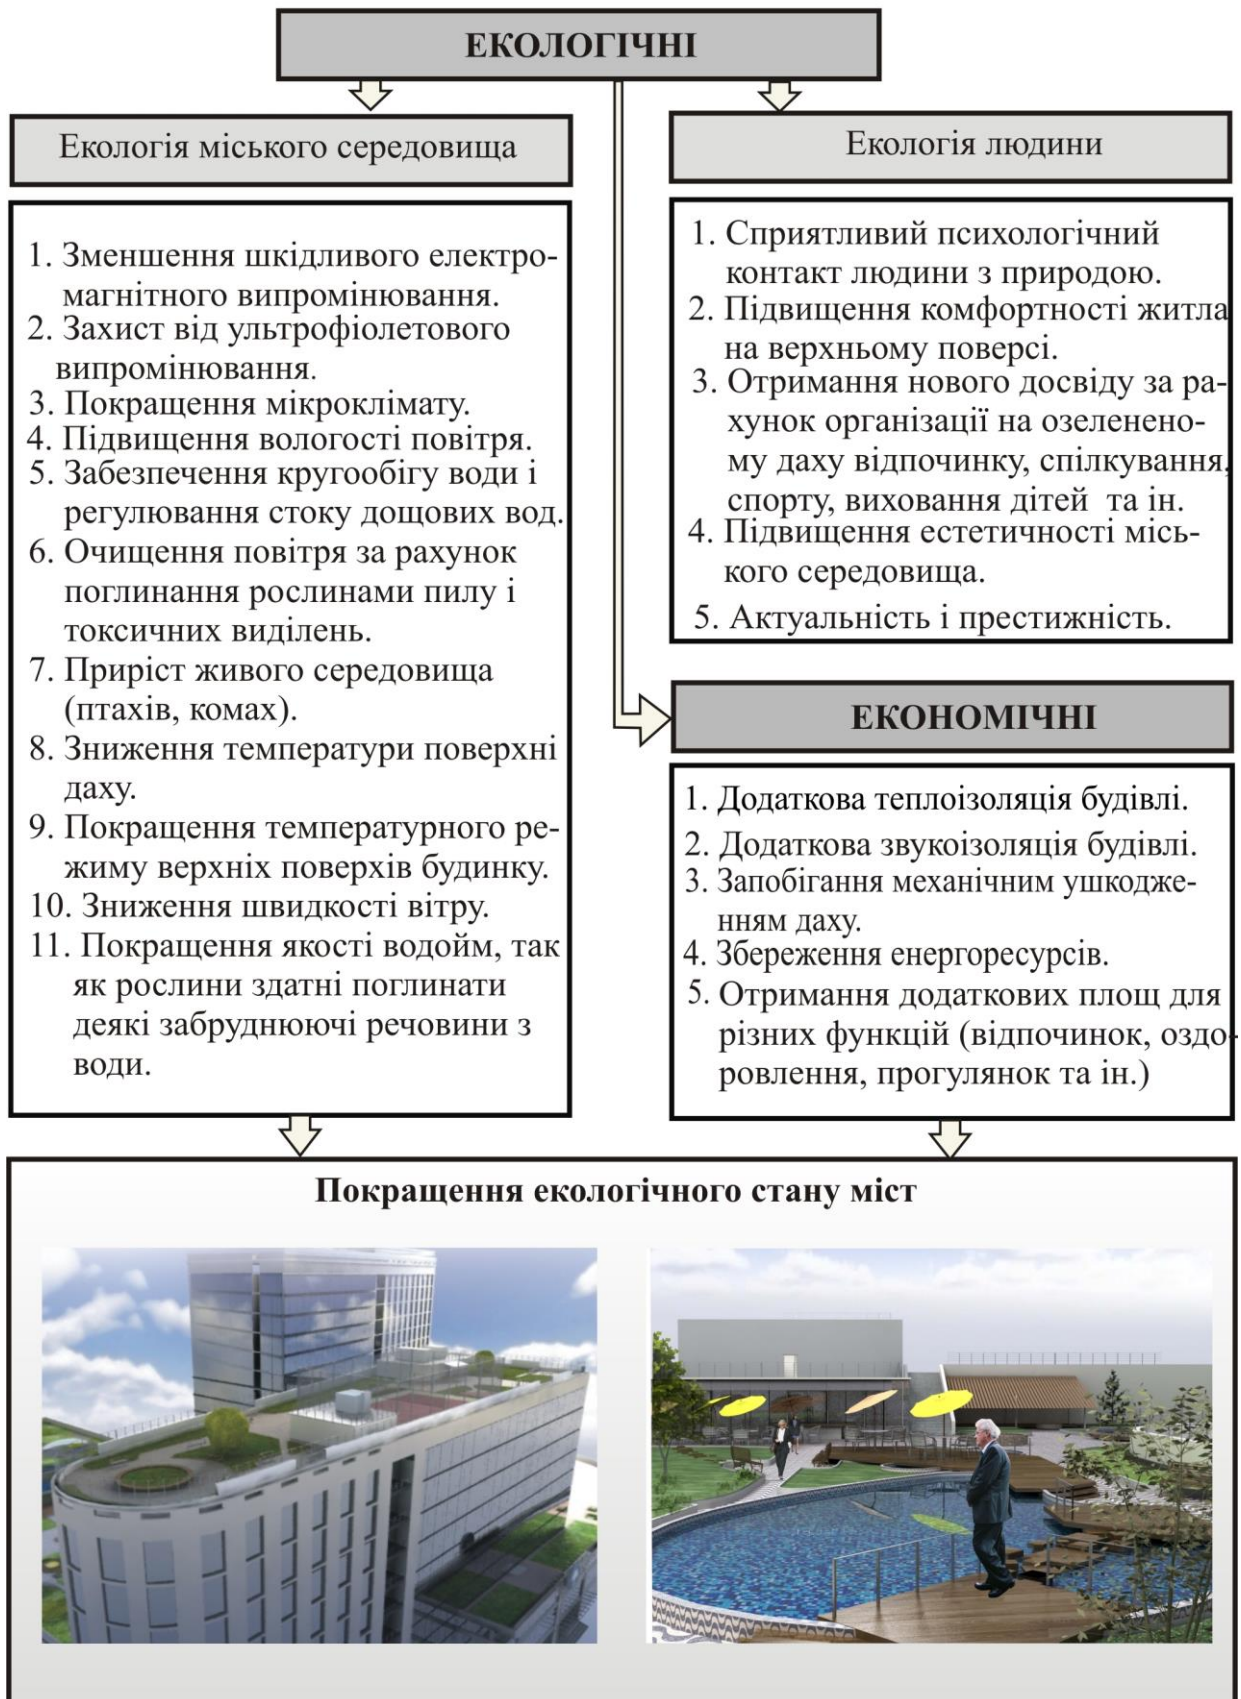 ЕКОЛОГІЧНІ
Екологія міського середовища
1. Зменшення шкідливого електро-
магнітного випромінювання.
2. Захист від ультрофіолетового
випромінювання.
3. Покращення мікроклімату.
4. Підвищення вологості повітря.
5. Забезпечення кругообігу води і
регулювання стоку дощових вод.
6. Очищення повітря за рахунок
поглинання рослинами пилу і
токсичних виділень.
7. Приріст живого середовища
(птахів, комах).
8. Зниження температури поверхні
даху.
9. Покращення температурного ре-
жиму верхніх поверхів будинку.
10. Зниження швидкості вітру.
11. Покращення якості водойм, так
як рослини здатні поглинати
деякі забруднюючі речовини з
води.
Екологія людини
1. Сприятливий психологічний
контакт людини з природою.
2. Підвищення комфортності житла
на верхньому поверсі.
3. Отримання нового досвіду за ра-
хунок організації на озеленено-
му даху відпочинку, спілкування,
спорту, виховання дітей та ін.
4. Підвищення естетичності місь-
кого середовища.
5. Актуальність і престижність.
ЕКОНОМІЧНІ
1. Додаткова теплоізоляція будівлі.
2. Додаткова звукоізоляція будівлі.
3. Запобігання механічним ушкодже-
нням даху.
4. Збереження енергоресурсів.
5. Отримання додаткових площ для
різних функцій (відпочинок, оздо-
ровлення, прогулянок та ін.)
Покращення екологічного стану міст